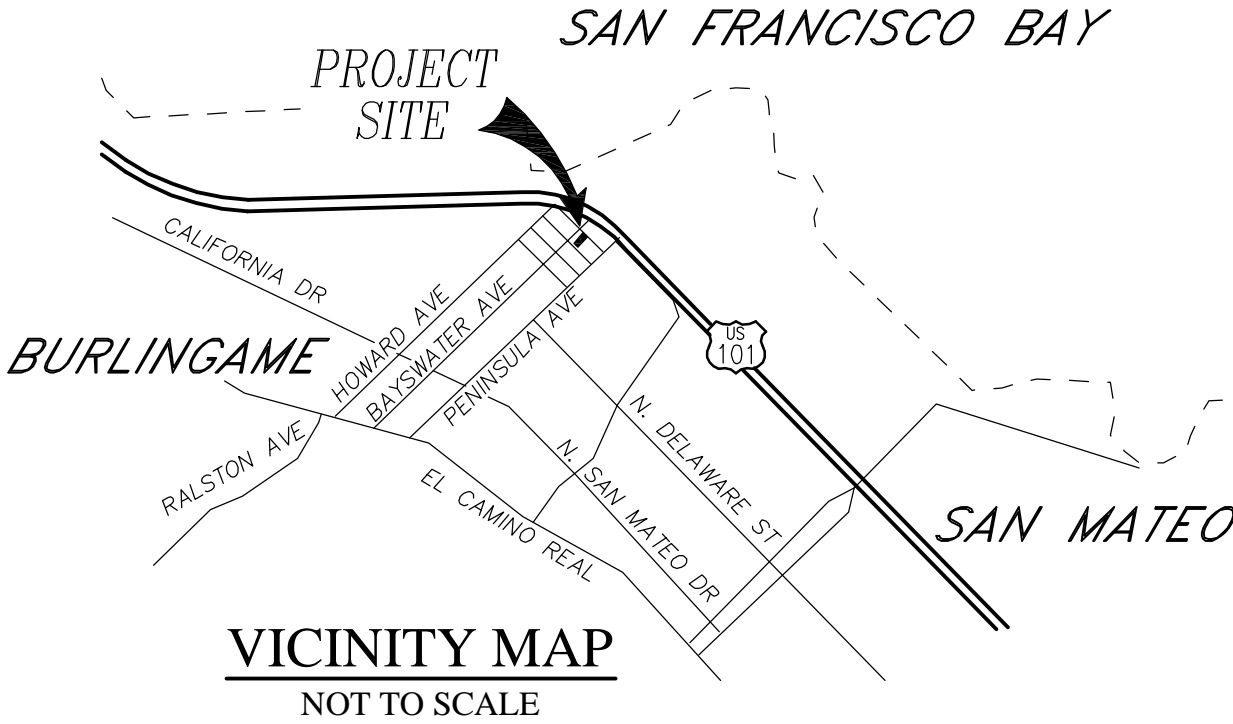 SAN FRANCISCO BAY
PROJECT
SITE
CALIFORNIA DR
BURLINGAME
HOWARD AVE
BAYSWATER AVE
PENINSULA AVE
US
101
RALSTON AVE
EL CAMINO REAL
N. SAN MATEO DR
N. DELAWARE ST
SAN MATEO
VICINITY MAP
NOT TO SCALE